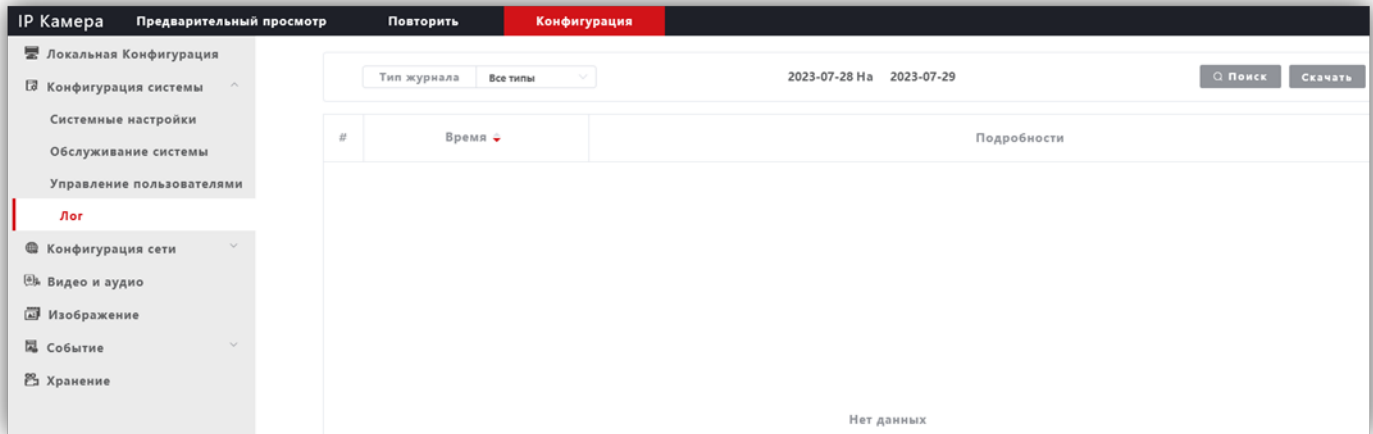 IP Камера Предварительный просмотр Повторить Конфигурация
Локальная Конфигурация
Конфигурация системы
Системные настройки
Обслуживание системы
Управление пользователями
Лог
Конфигурация сети
Видео и аудио
Изображение
Событие
Хранение
Тип журнала Все типы 2023-07-28 На 2023-07-29 Поиск Скачать
# Время Подробности
Нет данных